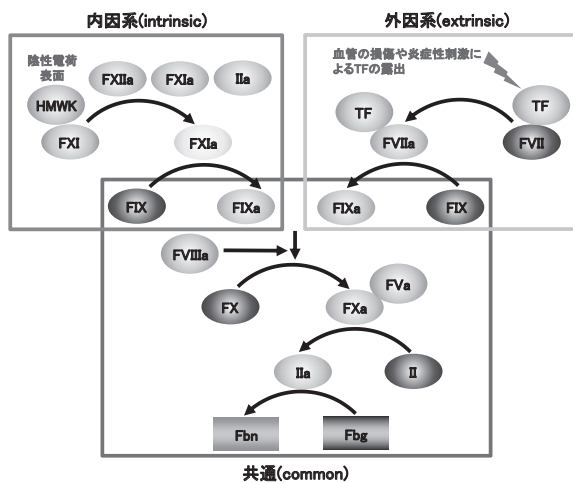 内因系(intrinsic)
外因系(extrinsic)
陰性電荷
表面
HMWK
FXI
FXIIa
FXIa
IIa
FXIa
FIX
FIXa
血管の損傷や炎症性刺激に
よるTFの露出
TF
FVIIa
TF
FVII
FIXa
FIX
FVIIIa
FX
FXa
FVa
IIa
II
Fbn
Fbg
共通(common)